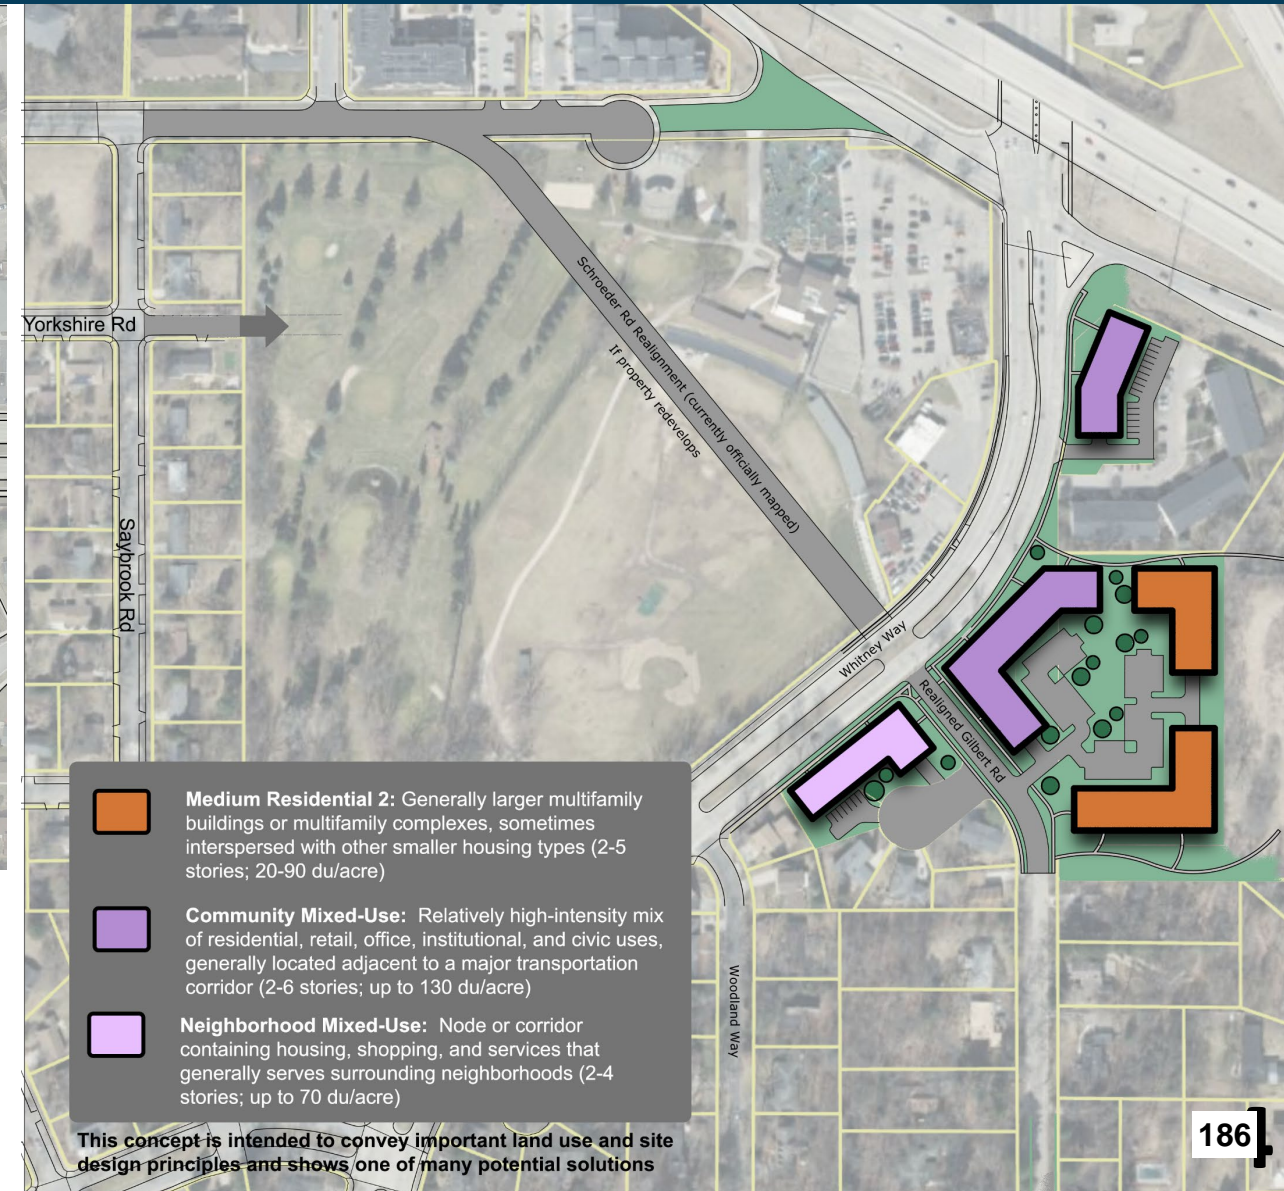 Yorkshire Rd
Saybrook Rd
Schroeder Rd Realignment (currently officially mapped)
If property redevelops
Whitney Way
Realigned Gilbert Rd
Woodland Way
Medium Residential 2: Generally larger multifamily
buildings or multifamily complexes, sometimes
interspersed with other smaller housing types (2-5
stories; 20-90 du/acre)
Community Mixed-Use: Relatively high-intensity mix
of residential, retail, office, institutional, and civic uses,
generally located adjacent to a major transportation
corridor (2-6 stories; up to 130 du/acre)
Neighborhood Mixed-Use: Node or corridor
containing housing, shopping, and services that
generally serves surrounding neighborhoods (2-4
stories; up to 70 du/acre)
This concept is intended to convey important land use and site
design principles and shows one of many potential solutions
186